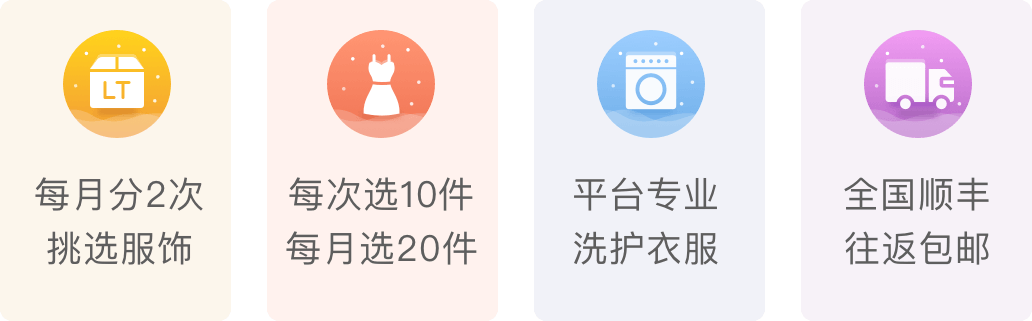 LT
每月分2次
挑选服饰
每次选10件
每月选20件
平台专业
洗护衣服
全国顺丰
往返包邮